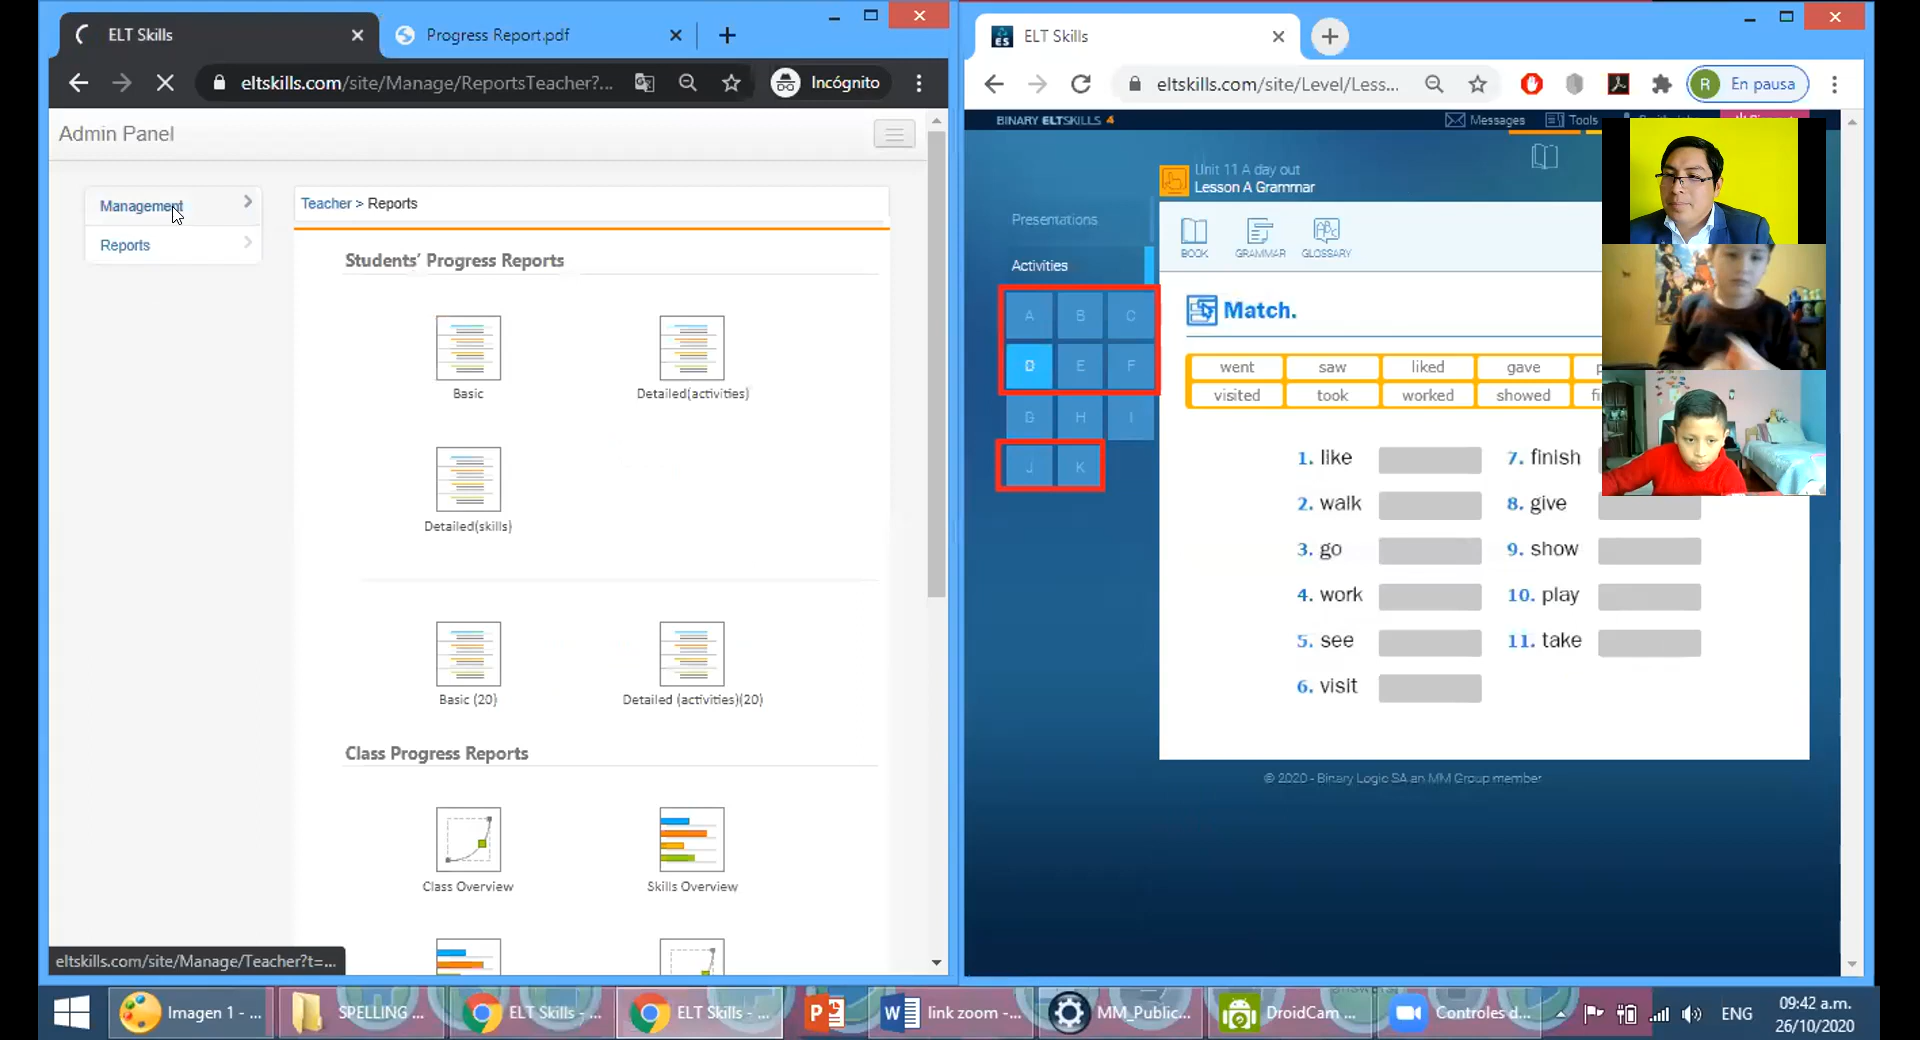 ELT Skills
Progress Report.pdf
eltskills.com/site/Manage/ReportsTeacher?...
Incógnito
Admin Panel
Management
Reports
Teacher > Reports
Students' Progress Reports
Basic
Detailed(activities)
Detailed(skills)
Basic (20)
Detailed (activities)(20)
Class Progress Reports
Class Overview
Skills Overview
eltskills.com/site/Manage/Teacher?t=...
ELT Skills
eltskills.com/site/Level/Less...
R
En pausa
BINARY ELTSKILLS 4
Messages
Tools
Unit 11 A day out
Lesson A Grammar
Presentations
Activities
BOOK
GRAMMAR
GLOSSARY
A B C
D E F
G H I
J K
Match.
went saw liked gave
visited took worked showed
1. like
2. walk
3. go
4. work
5. see
6. visit
7. finish
8. give
9. show
10. play
11. take
© 2020 - Binary Logic SA an MM Group member
Imagen 1 - ...
SPELLING ...
ELT Skills - ...
ELT Skills - ...
link zoom -...
MM_Public...
DroidCam ...
Controles d...
ENG
09:42 a.m.
26/10/2020